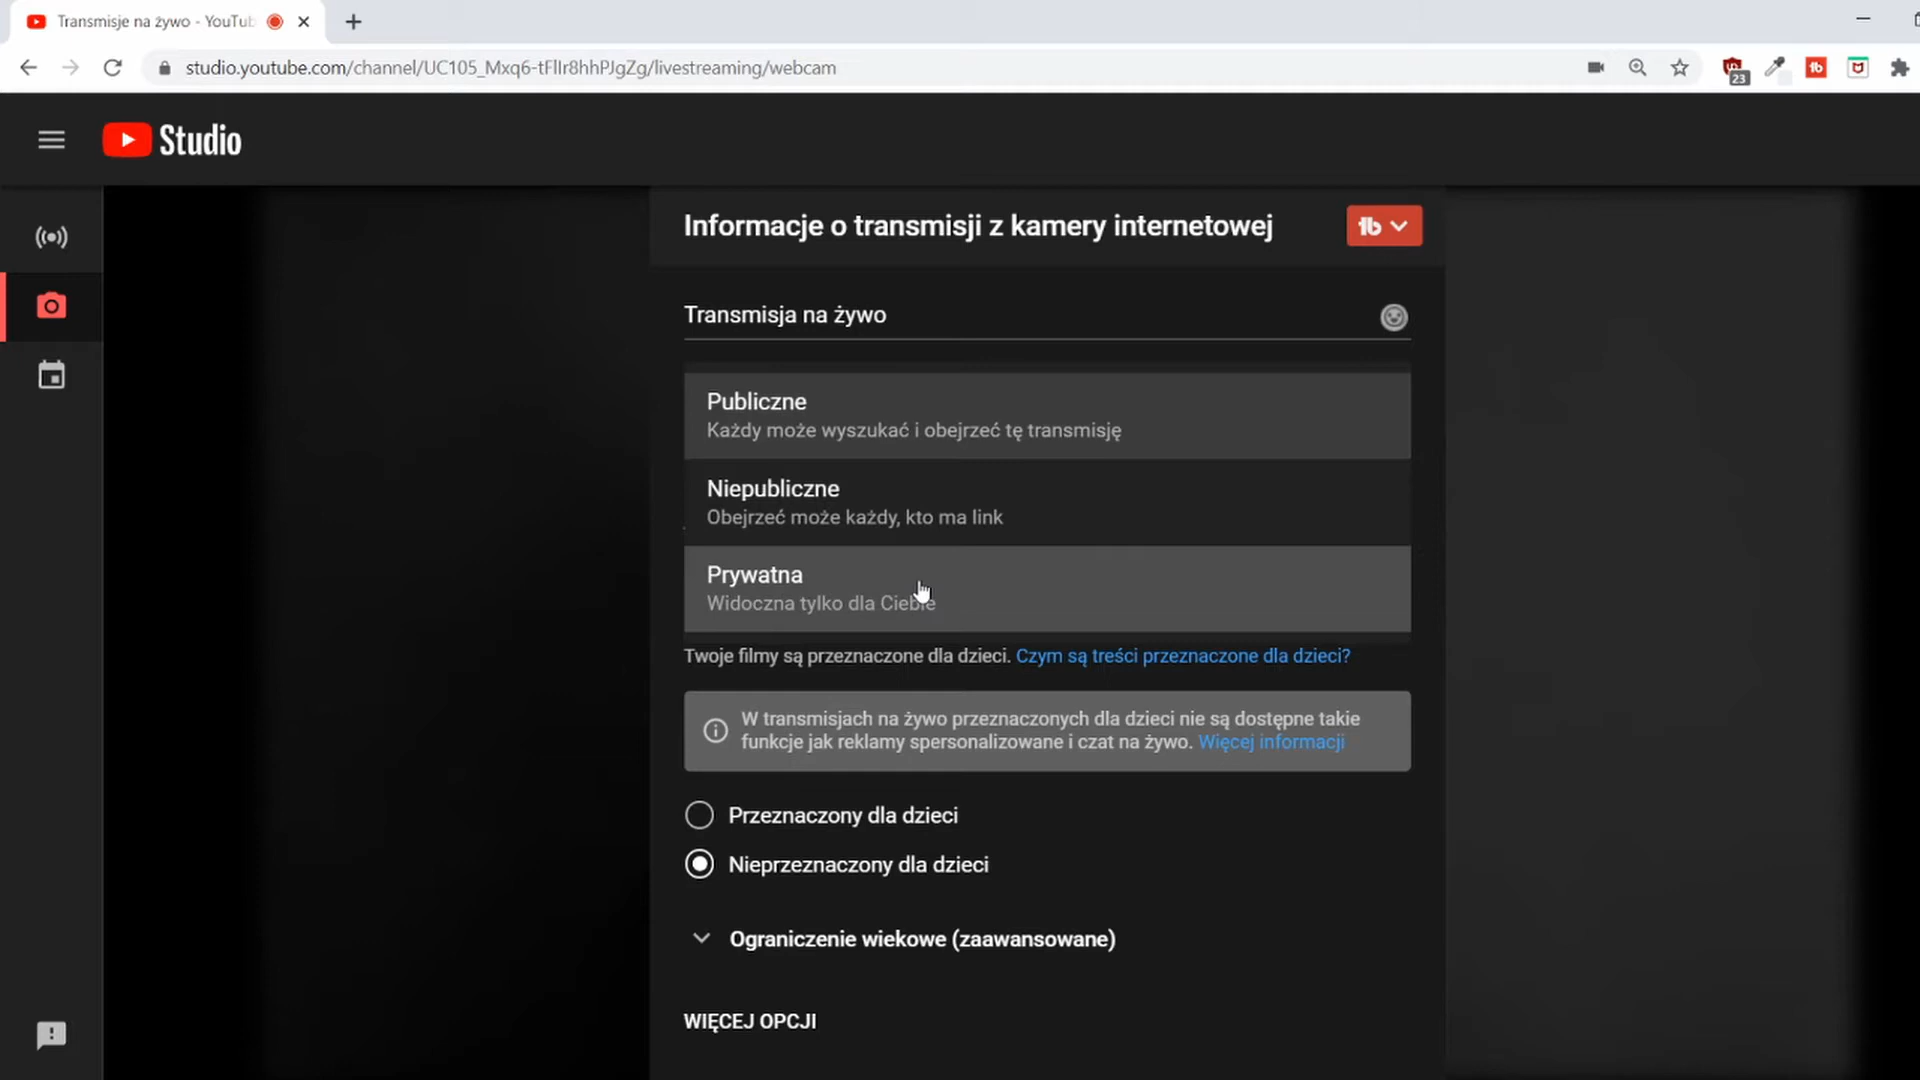 Transmisje na żywo - YouTub
studio.youtube.com/channel/UC105_Mxq6-tFIIr8hhPJgZg/livestreaming/webcam
23
Studio
Informacje o transmisji z kamery internetowej
Transmisja na żywo
Publiczne
Każdy może wyszukać i obejrzeć tę transmisję
Niepubliczne
Obejrzeć może każdy, kto ma link
Prywatna
Widoczna tylko dla Ciebie
Twoje filmy są przeznaczone dla dzieci. Czym są treści przeznaczone dla dzieci?
W transmisjach na żywo przeznaczonych dla dzieci nie są dostępne takie
funkcje jak reklamy spersonalizowane i czat na żywo. Więcej informacji
Przeznaczony dla dzieci
Nieprzeznaczony dla dzieci
Ograniczenie wiekowe (zaawansowane)
WIĘCEJ OPCJI